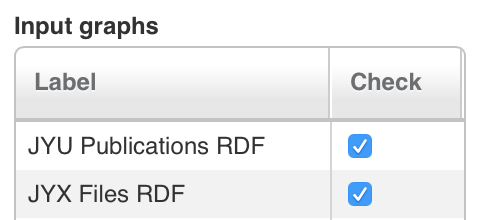 Input graphs
Label Check
JYU Publications RDF
JYX Files RDF